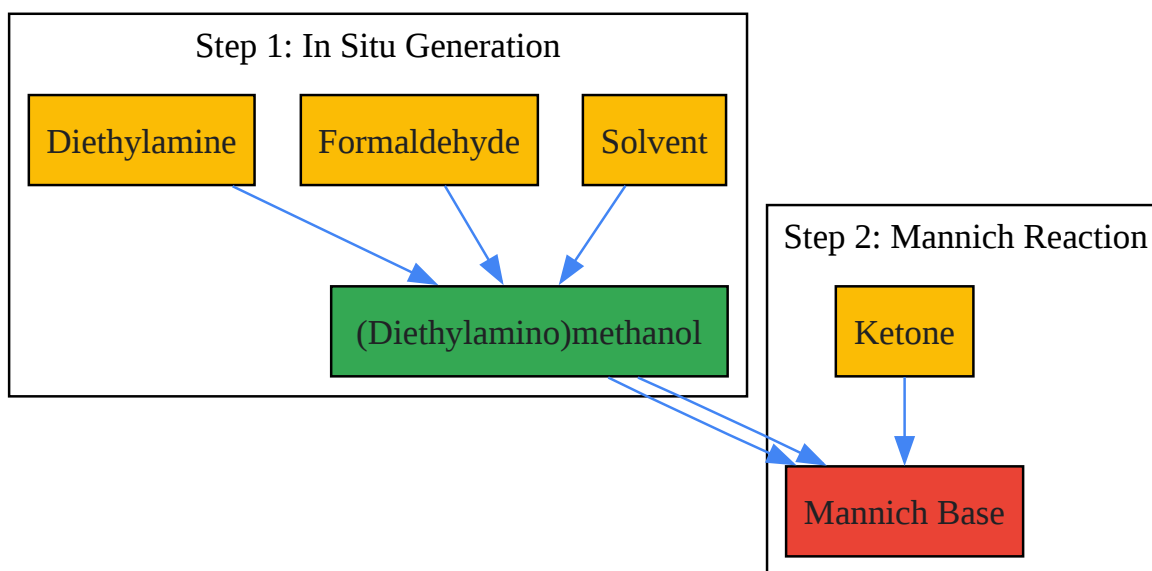 Step 1: In Situ Generation
Diethylamine
Formaldehyde
Solvent
(Diethylamino)methanol
Step 2: Mannich Reaction
Ketone
Mannich Base